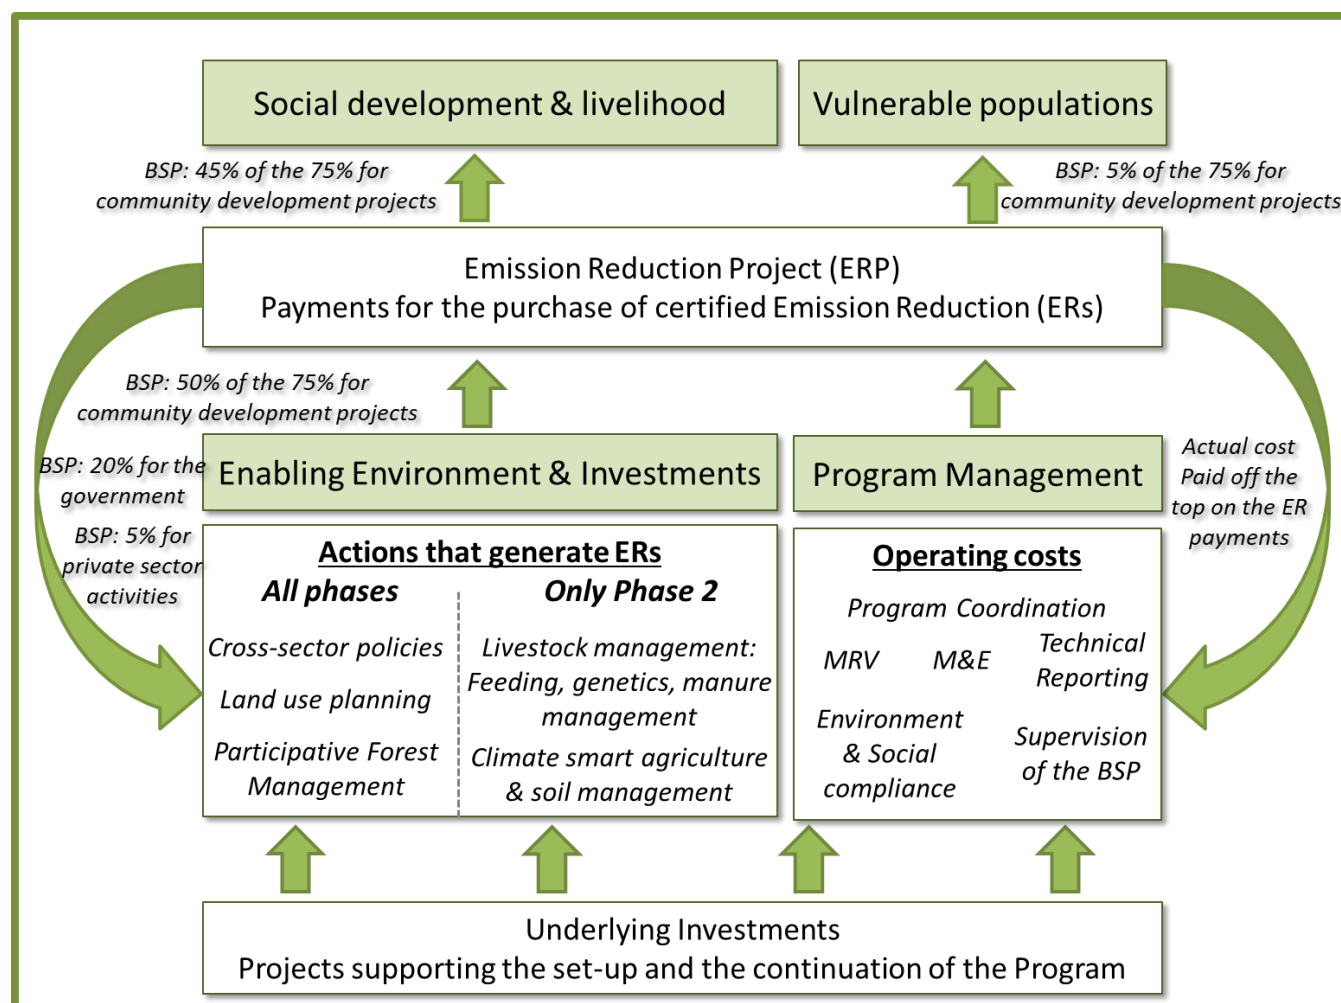 Social development & livelihood
Vulnerable populations
BSP: 45% of the 75% for
community development projects
BSP: 5% of the 75% for
community development projects
Emission Reduction Project (ERP)
Payments for the purchase of certified Emission Reduction (ERs)
BSP: 50% of the 75% for
community development projects
BSP: 20% for the
government
BSP: 5% for
private sector
activities
Enabling Environment & Investments
Program Management
Actual cost
Paid off the
top on the ER
payments
Actions that generate ERs
All phases
Cross-sector policies
Land use planning
Participative Forest
Management
Only Phase 2
Livestock management:
Feeding, genetics, manure
management
Climate smart agriculture
& soil management
Operating costs
Program Coordination
MRV
M&E
Technical
Reporting
Environment
& Social
compliance
Supervision
of the BSP
Underlying Investments
Projects supporting the set-up and the continuation of the Program